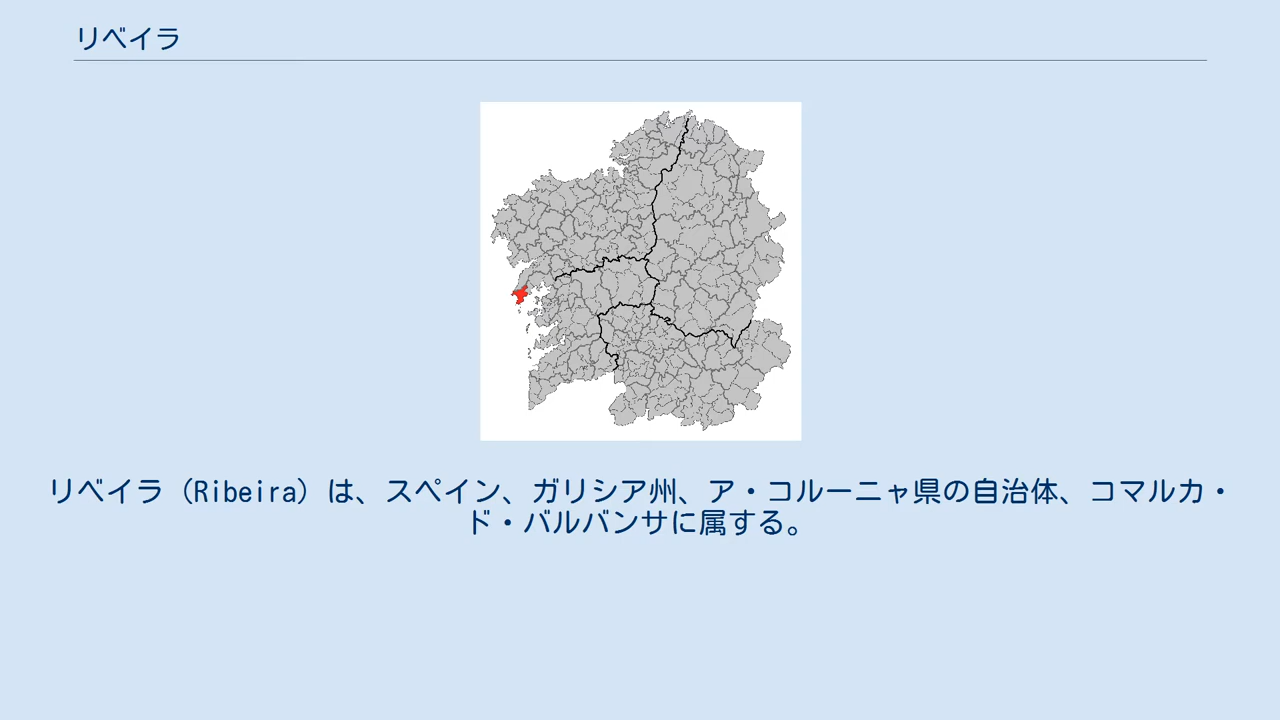 リベイラ
リベイラ（Ribeira）は、スペイン、ガリシア州、ア・コルーニャ県の自治体、コマルカ・
ド・バルバンサに属する。